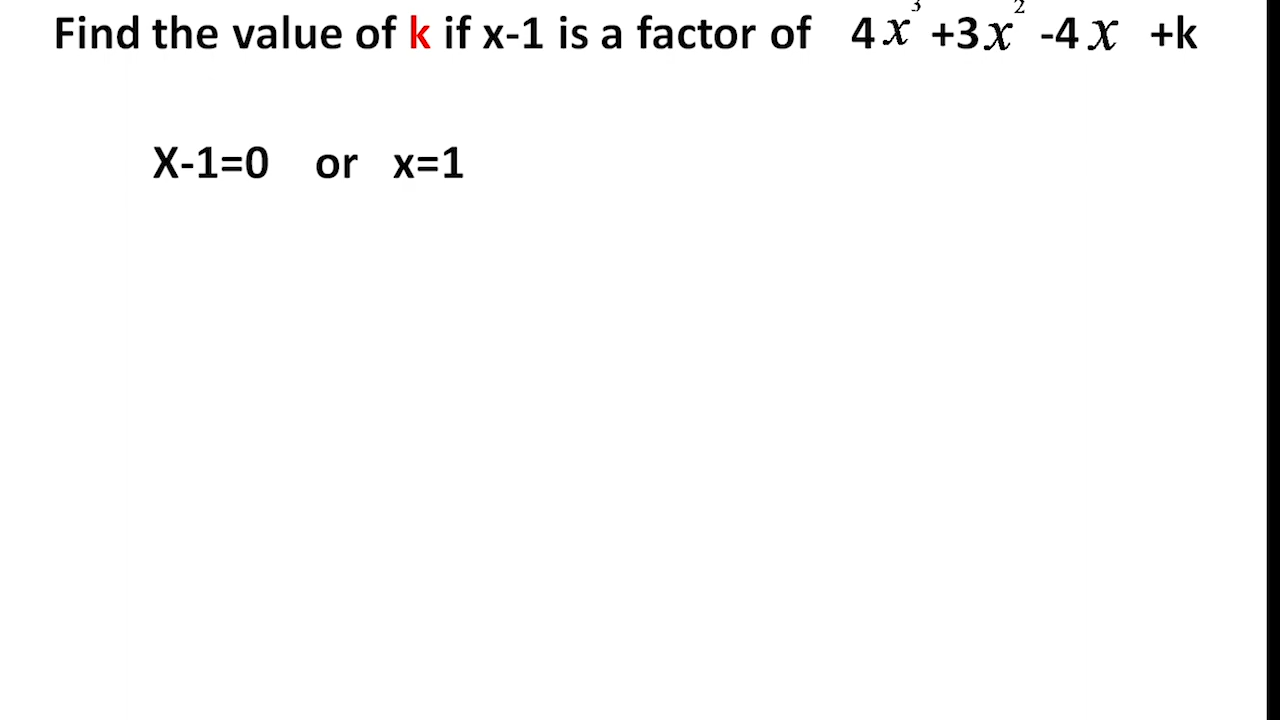 Find the value of k if x-1 is a factor of 4x³+3x²-4x +k
X-1=0 or x=1